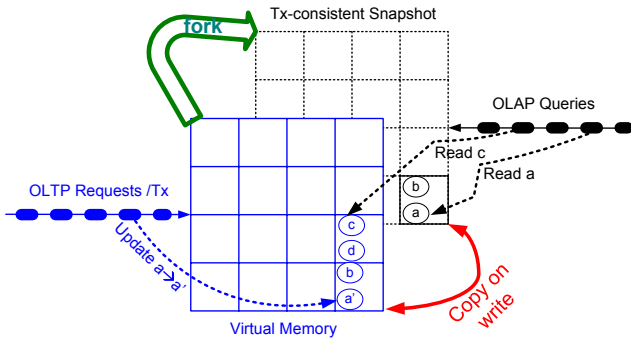 Tx-consistent Snapshot
fork
OLAP Queries
Read c
Read a
OLTP Requests /Tx
b
a
c
d
b
a'
Update a→a'
Copy on
write
Virtual Memory